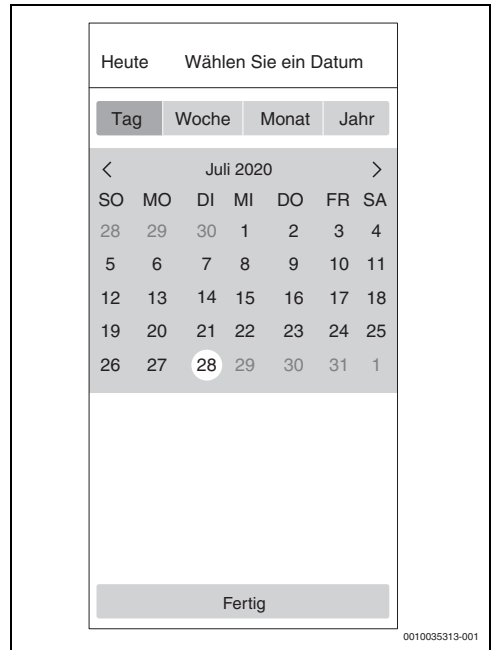 Heute Wählen Sie ein Datum
Tag Woche Monat Jahr
< Juli 2020 >
SO MO DI MI DO FR SA
28 29 30 1 2 3 4
5 6 7 8 9 10 11
12 13 14 15 16 17 18
19 20 21 22 23 24 25
26 27 28 29 30 31 1
Fertig
0010035313-001